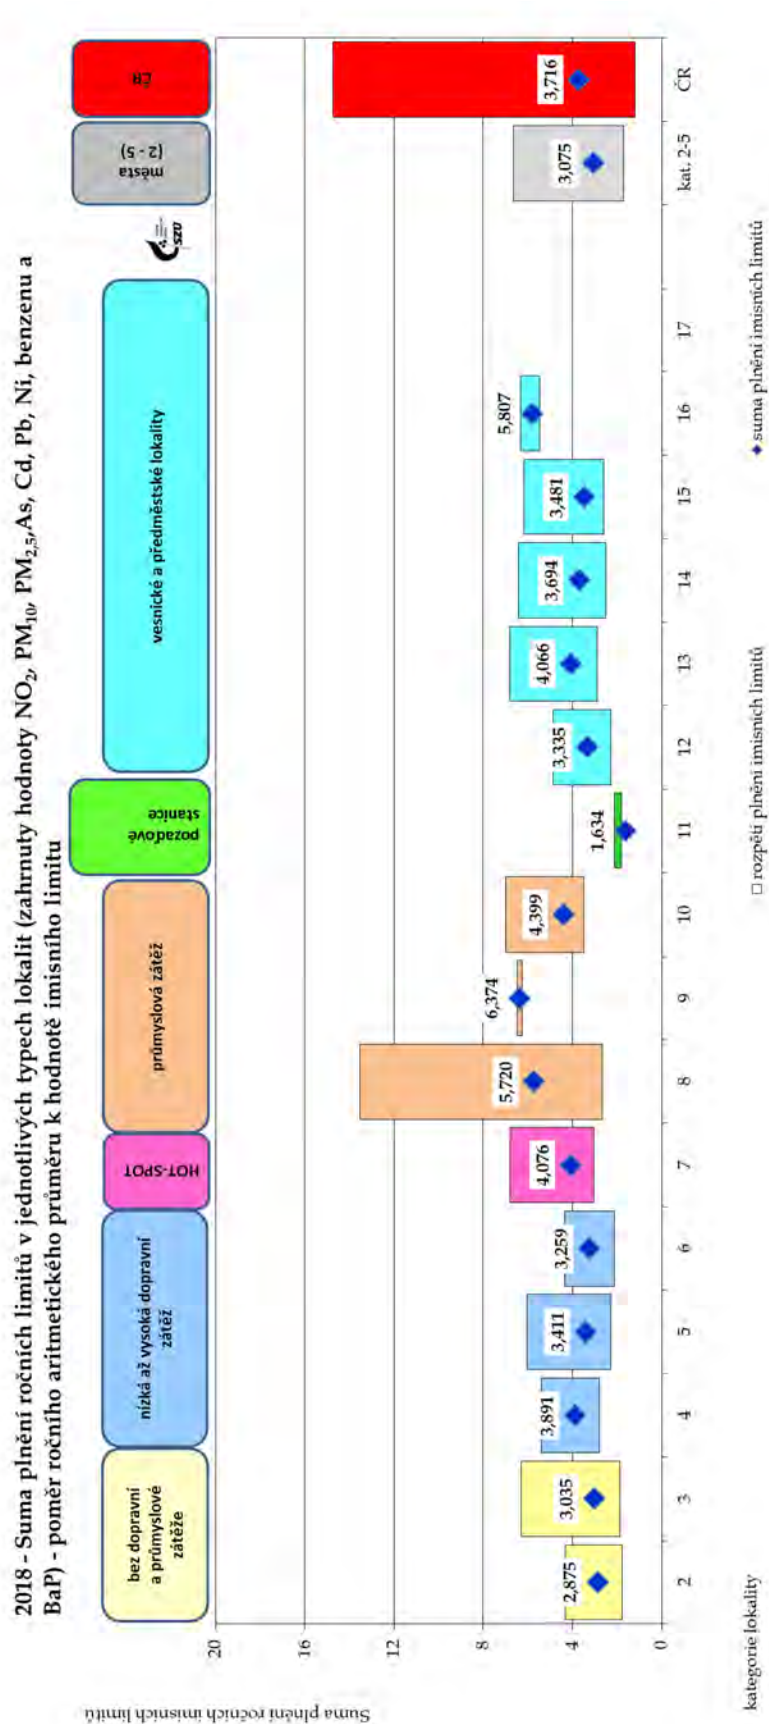 2018 - Suma plnění ročních limitů v jednotlivých typech lokalit (zahrnuty hodnoty NO₂, PM₁₀, PM₂,₅,As, Cd, Pb, Ni, benzenu a
BaP) - poměr ročního aritmetického průměru k hodnotě imisního limitu
bez dopravní
a průmyslové
zátěže
nízká až vysoká dopravní
zátěž
HOT-SPOT
průmyslová zátěž
pozaďové
stanice
vesnické a předměstské lokality
SZÚ
města
(2 - 5)
ČR
Suma plnění ročních imisních limitů
20
16
12
8
4
0
2,875
3,035
3,891
3,411
3,259
4,076
5,720
6,374
4,399
1,634
3,335
4,066
3,694
3,481
5,807
3,075
3,716
2
3
4
5
6
7
8
9
10
11
12
13
14
15
16
17
kat. 2-5
ČR
kategorie lokality
□ rozpětí plnění imisních limitů
◆ suma plnění imisních limitů